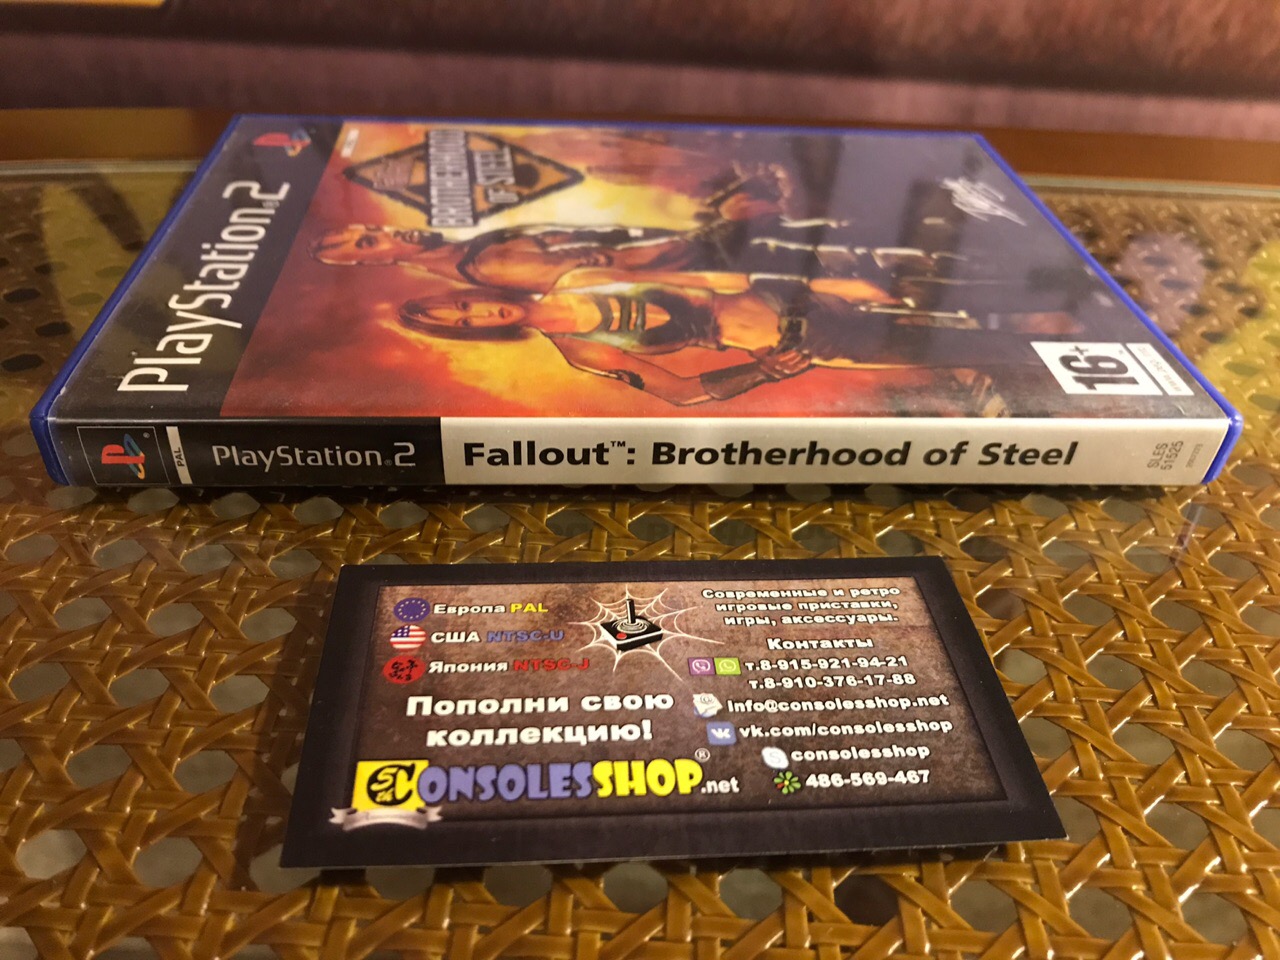 PlayStation®2
BROTHERHOOD
OF STEEL
16+
PAL
PlayStation®2
Fallout™: Brotherhood of Steel
SLES
51525
Европа PAL
США NTSC-U
Япония NTSC-J
Пополни свою
коллекцию!
CONSOLESSHOP®.net
Современные и ретро
игровые приставки,
игры, аксессуары.
Контакты
т.8-915-921-94-21
т.8-910-376-17-88
info@consolesshop.net
vk.com/consolesshop
consolesshop
486-569-467